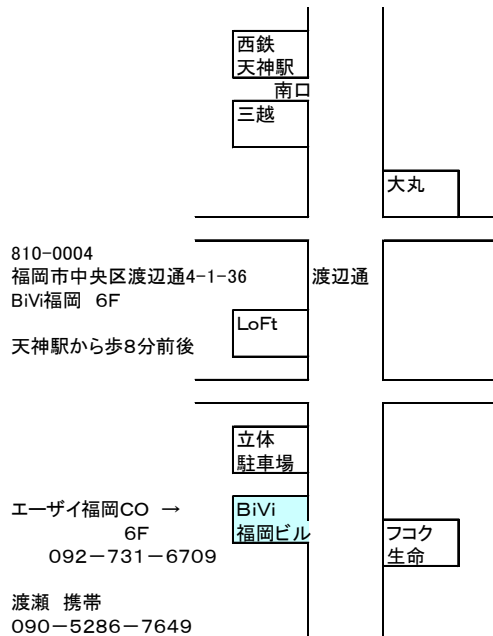 西鉄
天神駅
南口
三越
大丸
810-0004
福岡市中央区渡辺通4-1-36
渡辺通
BiVi福岡 6F
LoFt
天神駅から歩8分前後
立体
駐車場
エーザイ福岡CO →
BiVi
福岡ビル
6F
092－731－6709
フコク
生命
渡瀬 携帯
090－5286－7649